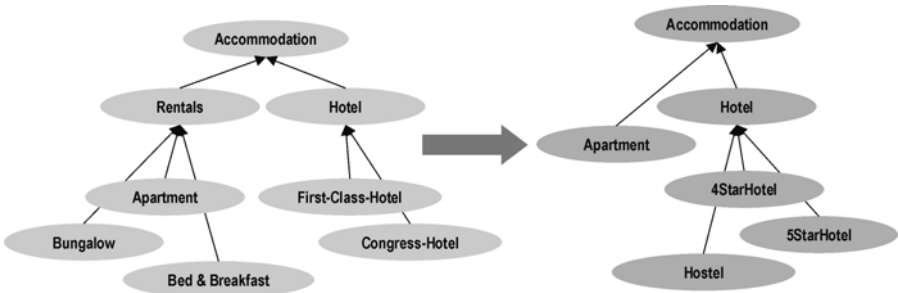 Accommodation
Rentals
Hotel
Apartment
First-Class-Hotel
Bungalow
Congress-Hotel
Bed & Breakfast
Accommodation
Hotel
Apartment
4StarHotel
5StarHotel
Hostel